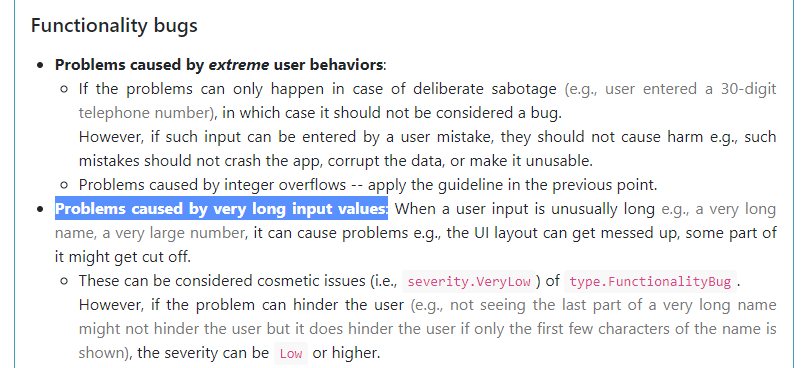 Functionality bugs
• Problems caused by extreme user behaviors:
○ If the problems can only happen in case of deliberate sabotage (e.g., user entered a 30-digit
telephone number), in which case it should not be considered a bug.
However, if such input can be entered by a user mistake, they should not cause harm e.g., such
mistakes should not crash the app, corrupt the data, or make it unusable.
○ Problems caused by integer overflows -- apply the guideline in the previous point.
• Problems caused by very long input values: When a user input is unusually long e.g., a very long
name, a very large number, it can cause problems e.g., the UI layout can get messed up, some part of
it might get cut off.
○ These can be considered cosmetic issues (i.e., severity.VeryLow ) of type.FunctionalityBug .
However, if the problem can hinder the user (e.g., not seeing the last part of a very long name
might not hinder the user but it does hinder the user if only the first few characters of the name is
shown), the severity can be Low or higher.